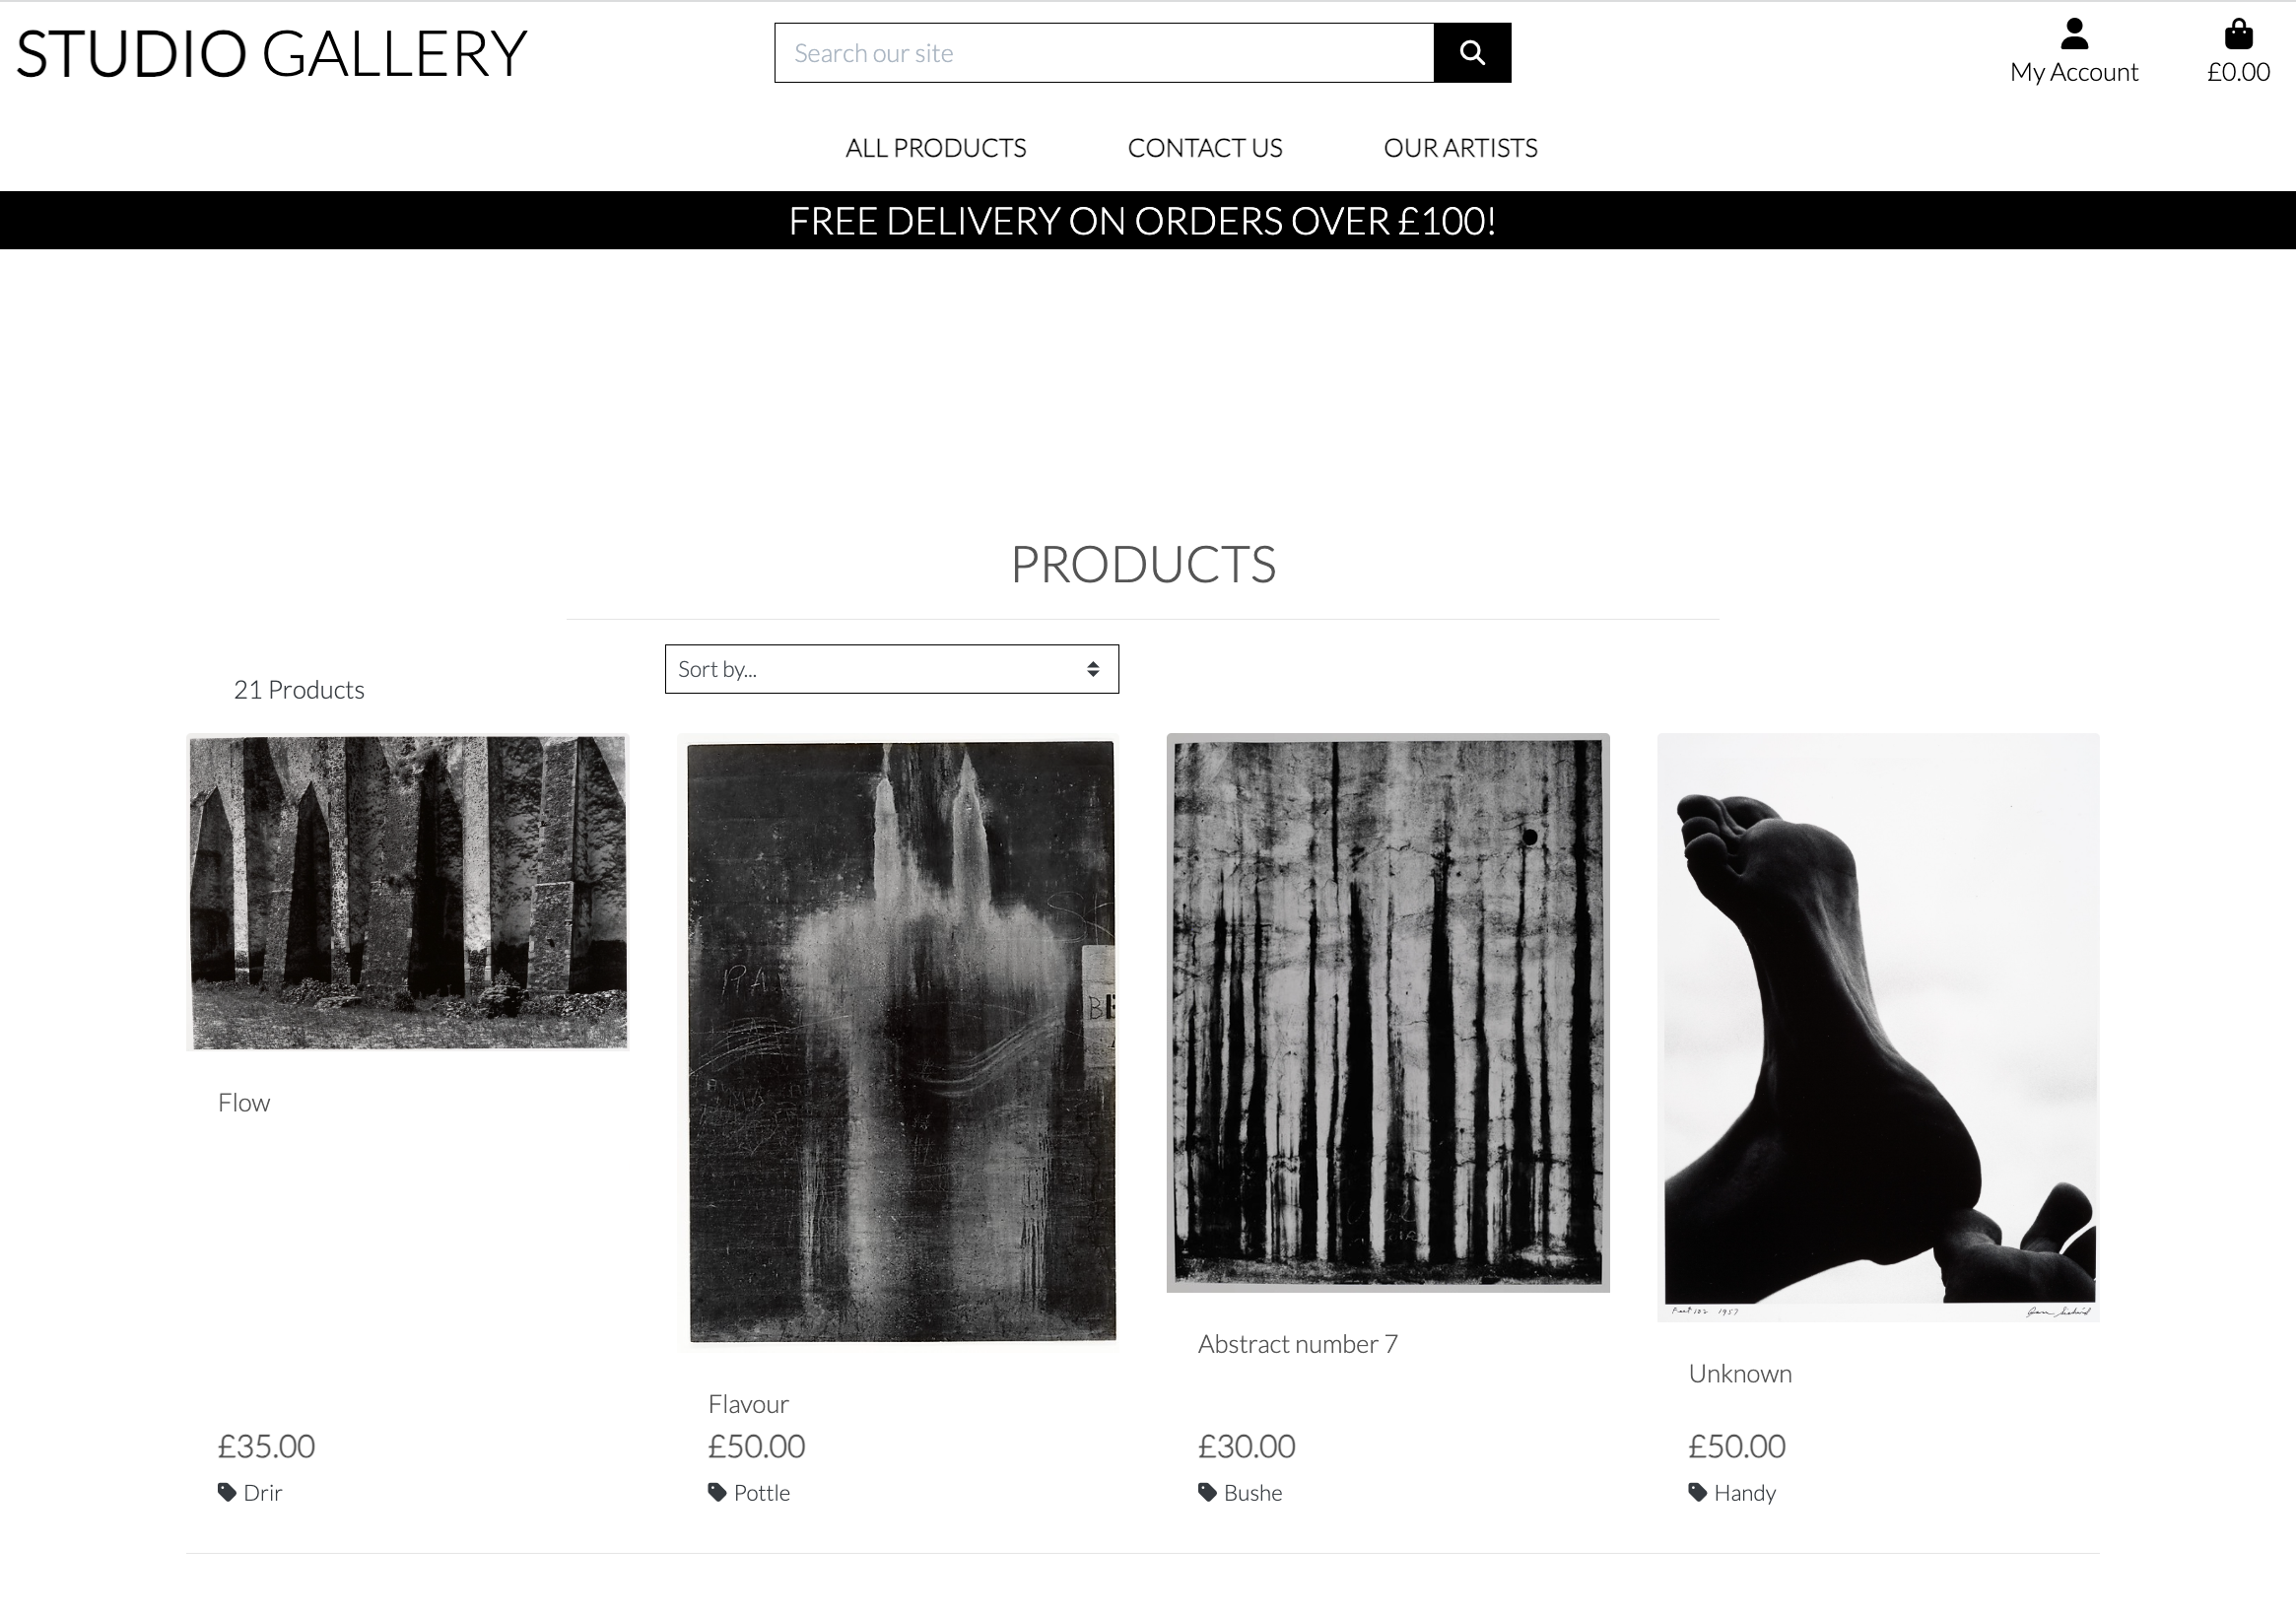 STUDIO GALLERY
Search our site
My Account
£0.00
ALL PRODUCTS
CONTACT US
OUR ARTISTS
FREE DELIVERY ON ORDERS OVER £100!
PRODUCTS
21 Products
Sort by...
Flow
£35.00
Drir
Flavour
£50.00
Pottle
Abstract number 7
£30.00
Bushe
1957
Unknown
£50.00
Handy